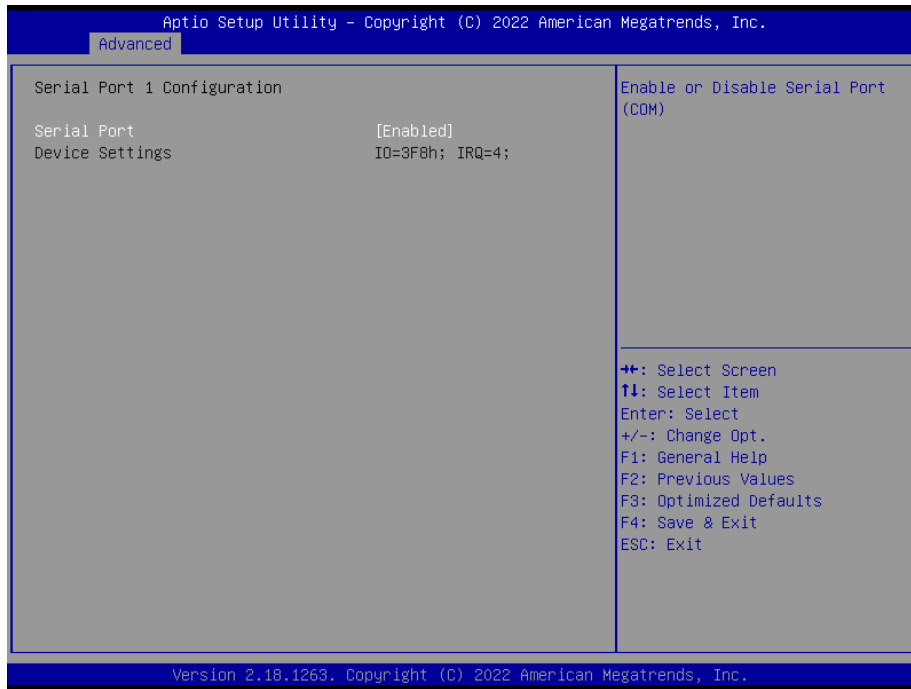 Aptio Setup Utility – Copyright (C) 2022 American Megatrends, Inc.
Advanced
Serial Port 1 Configuration
Serial Port [Enabled]
Device Settings IO=3F8h; IRQ=4;
Enable or Disable Serial Port
(COM)
→←: Select Screen
↑↓: Select Item
Enter: Select
+/-: Change Opt.
F1: General Help
F2: Previous Values
F3: Optimized Defaults
F4: Save & Exit
ESC: Exit
Version 2.18.1263. Copyright (C) 2022 American Megatrends, Inc.